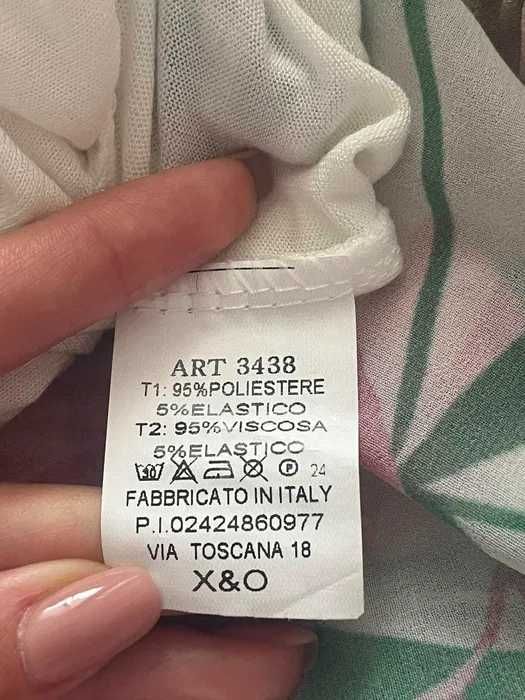 ART 3438
T1: 95%POLIESTERE
5%ELASTICO
T2: 95%VISCOSA
5%ELASTICO
30 P 24
FABBRICATO IN ITALY
P.I.02424860977
VIA TOSCANA 18
X&O